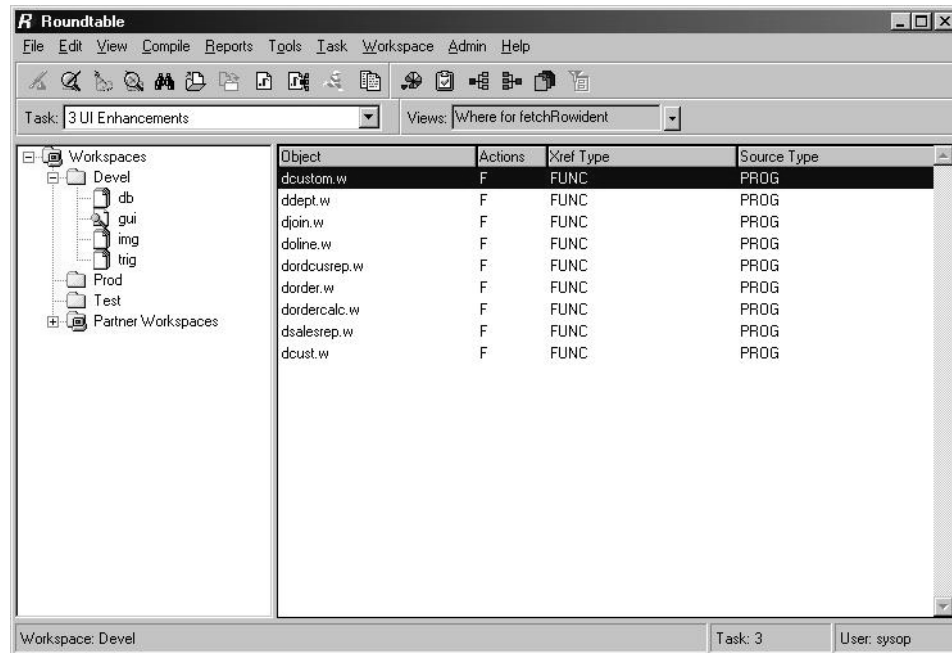 R Roundtable
File Edit View Compile Reports Tools Task Workspace Admin Help
Task: 3 UI Enhancements Views: Where for fetchRowident
Workspaces
Devel
db
gui
img
trig
Prod
Test
Partner Workspaces
Object Actions Xref Type Source Type
dcustom.w F FUNC PROG
ddept.w F FUNC PROG
djoin.w F FUNC PROG
doline.w F FUNC PROG
dordcusrep.w F FUNC PROG
dorder.w F FUNC PROG
dordercalc.w F FUNC PROG
dsalesrep.w F FUNC PROG
dcust.w F FUNC PROG
Workspace: Devel Task: 3 User: sysop